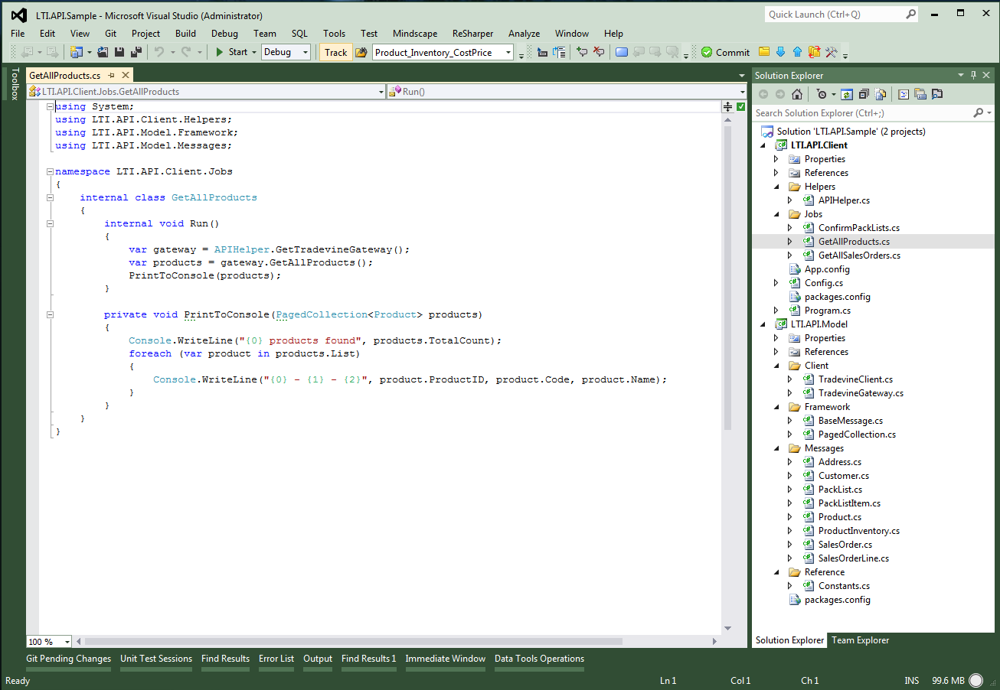 LTI.API.Sample - Microsoft Visual Studio (Administrator)
Quick Launch (Ctrl+Q)
File Edit View Git Project Build Debug Team SQL Tools Test Mindscape ReSharper Analyze Window Help
Start Debug Track Product_Inventory_CostPrice Commit
Toolbox
GetAllProducts.cs
LTI.API.Client.Jobs.GetAllProducts Run()
using System;
using LTI.API.Client.Helpers;
using LTI.API.Model.Framework;
using LTI.API.Model.Messages;
namespace LTI.API.Client.Jobs
{
internal class GetAllProducts
{
internal void Run()
{
var gateway = APIHelper.GetTradevineGateway();
var products = gateway.GetAllProducts();
PrintToConsole(products);
}
private void PrintToConsole(PagedCollection<Product> products)
{
Console.WriteLine("{0} products found", products.TotalCount);
foreach (var product in products.List)
{
Console.WriteLine("{0} - {1} - {2}", product.ProductID, product.Code, product.Name);
}
}
}
}
100 %
Solution Explorer
Search Solution Explorer (Ctrl+;)
Solution 'LTI.API.Sample' (2 projects)
LTI.API.Client
Properties
References
Helpers
APIHelper.cs
Jobs
ConfirmPackLists.cs
GetAllProducts.cs
GetAllSalesOrders.cs
App.config
Config.cs
packages.config
Program.cs
LTI.API.Model
Properties
References
Client
TradevineClient.cs
TradevineGateway.cs
Framework
BaseMessage.cs
PagedCollection.cs
Messages
Address.cs
Customer.cs
PackList.cs
PackListItem.cs
Product.cs
ProductInventory.cs
SalesOrder.cs
SalesOrderLine.cs
Reference
Constants.cs
packages.config
Solution Explorer Team Explorer
Git Pending Changes Unit Test Sessions Find Results Error List Output Find Results 1 Immediate Window Data Tools Operations
Ready Ln 1 Col 1 Ch 1 INS 99.6 MB